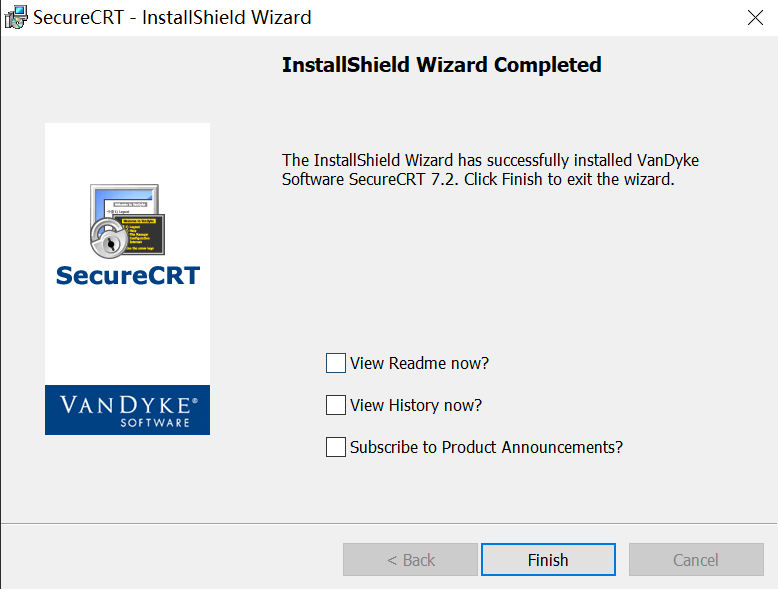 SecureCRT - InstallShield Wizard
InstallShield Wizard Completed
The InstallShield Wizard has successfully installed VanDyke
Software SecureCRT 7.2. Click Finish to exit the wizard.
SecureCRT
VANDYKE®
SOFTWARE
View Readme now?
View History now?
Subscribe to Product Announcements?
< Back
Finish
Cancel